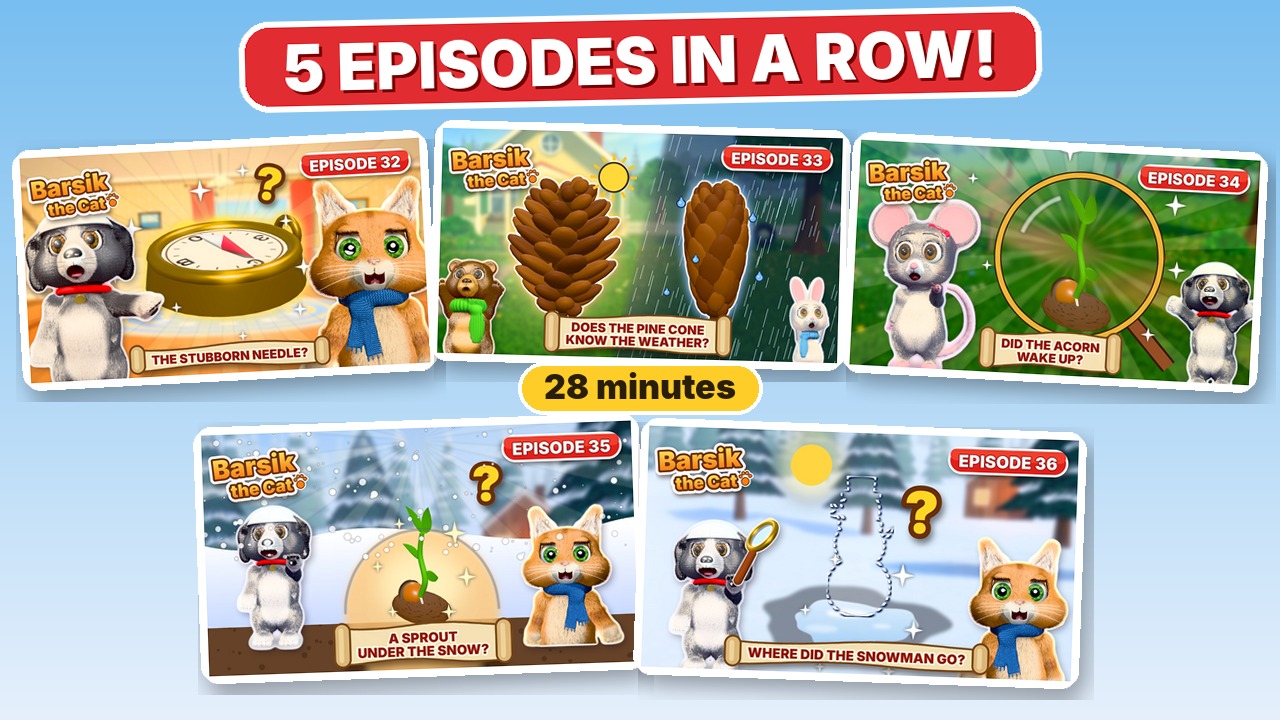 5 EPISODES IN A ROW!
Barsik
the Cat
EPISODE 32
THE STUBBORN NEEDLE?
Barsik
the Cat
EPISODE 33
DOES THE PINE CONE
KNOW THE WEATHER?
Barsik
the Cat
EPISODE 34
DID THE ACORN
WAKE UP?
28 minutes
Barsik
the Cat
EPISODE 35
A SPROUT
UNDER THE SNOW?
Barsik
the Cat
EPISODE 36
WHERE DID THE SNOWMAN GO?